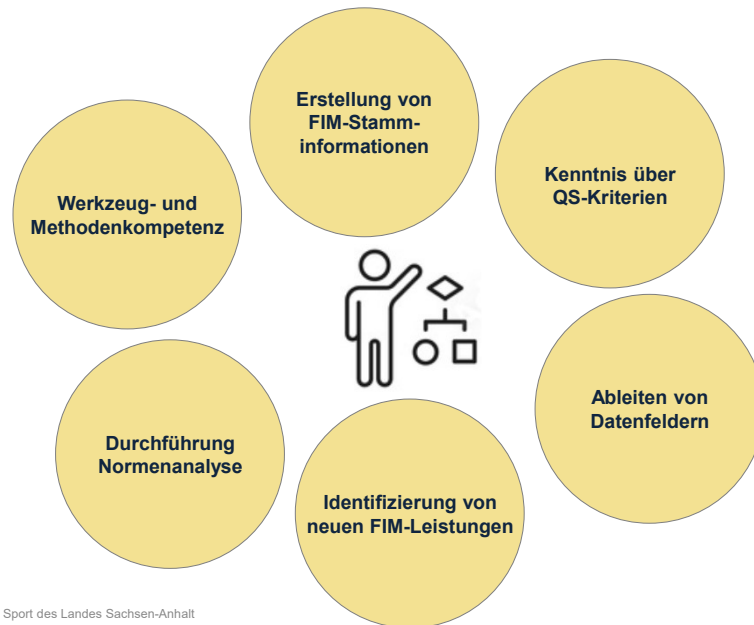 Erstellung von
FIM-Stamm-
informationen
Kenntnis über
QS-Kriterien
Werkzeug- und
Methodenkompetenz
Ableiten von
Datenfeldern
Durchführung
Normenanalyse
Identifizierung von
neuen FIM-Leistungen
Sport des Landes Sachsen-Anhalt